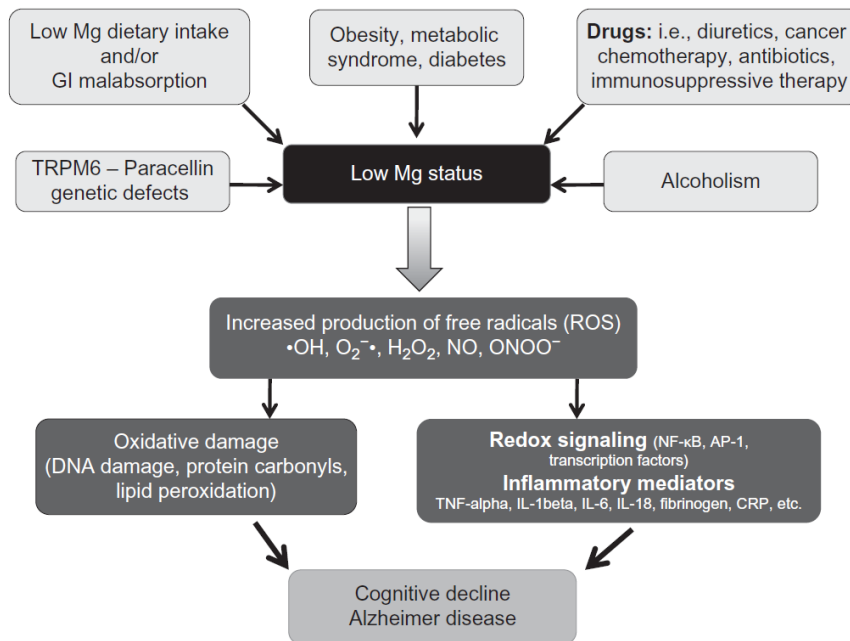 Low Mg dietary intake
and/or
GI malabsorption
Obesity, metabolic
syndrome, diabetes
Drugs: i.e., diuretics, cancer
chemotherapy, antibiotics,
immunosuppressive therapy
TRPM6 – Paracellin
genetic defects
Low Mg status
Alcoholism
Increased production of free radicals (ROS)
•OH, O₂⁻•, H₂O₂, NO, ONOO⁻
Oxidative damage
(DNA damage, protein carbonyls,
lipid peroxidation)
Redox signaling (NF-κB, AP-1,
transcription factors)
Inflammatory mediators
TNF-alpha, IL-1beta, IL-6, IL-18, fibrinogen, CRP, etc.
Cognitive decline
Alzheimer disease